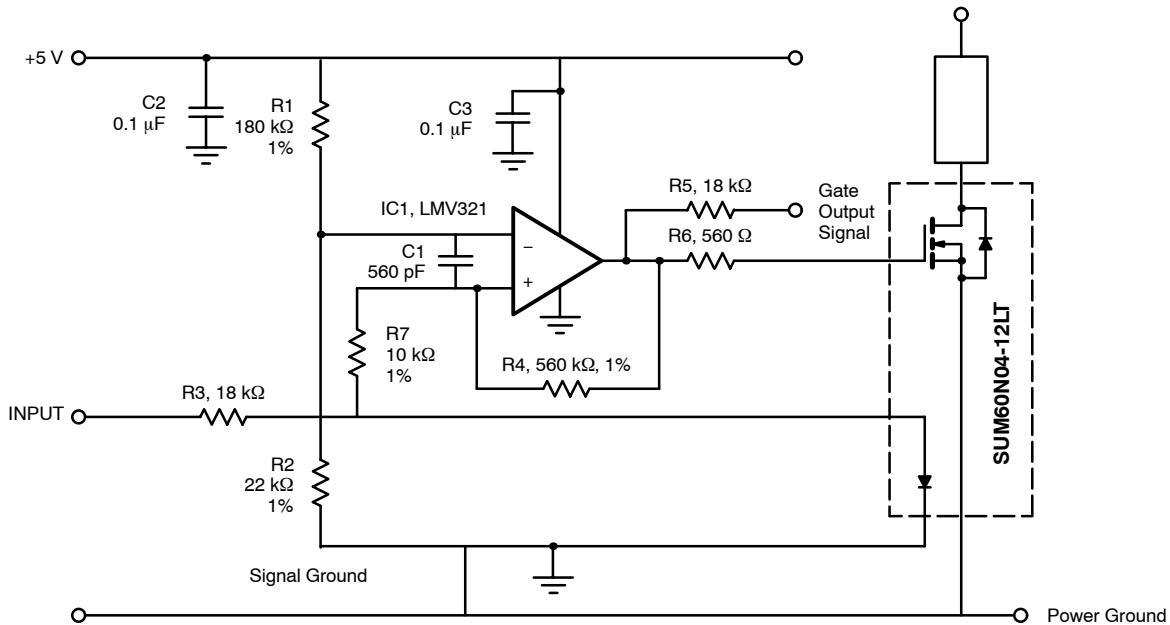 +5 V
C2
0.1 μF
R1
180 kΩ
1%
C3
0.1 μF
R5, 18 kΩ
Gate
Output
Signal
IC1, LMV321
R6, 560 Ω
C1
560 pF
−
+
R7
10 kΩ
1%
R4, 560 kΩ, 1%
SUM60N04-12LT
R3, 18 kΩ
INPUT
R2
22 kΩ
1%
Signal Ground
Power Ground